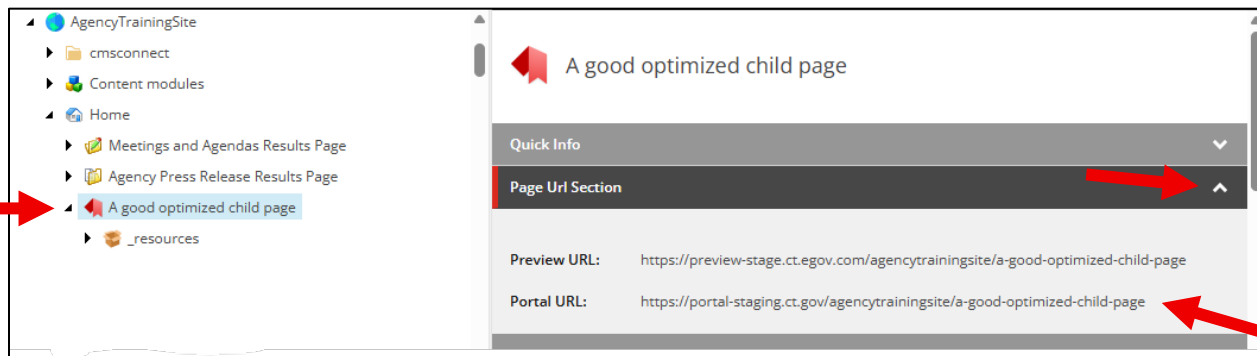 AgencyTrainingSite
cmsconnect
Content modules
Home
Meetings and Agendas Results Page
Agency Press Release Results Page
A good optimized child page
_resources
A good optimized child page
Quick Info
Page Url Section
Preview URL: https://preview-stage.ct.egov.com/agencytrainingsite/a-good-optimized-child-page
Portal URL: https://portal-staging.ct.gov/agencytrainingsite/a-good-optimized-child-page